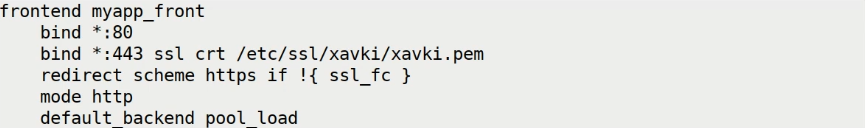 frontend myapp_front
    bind *:80
    bind *:443 ssl crt /etc/ssl/xavki/xavki.pem
    redirect scheme https if !{ ssl_fc }
    mode http
    default_backend pool_load